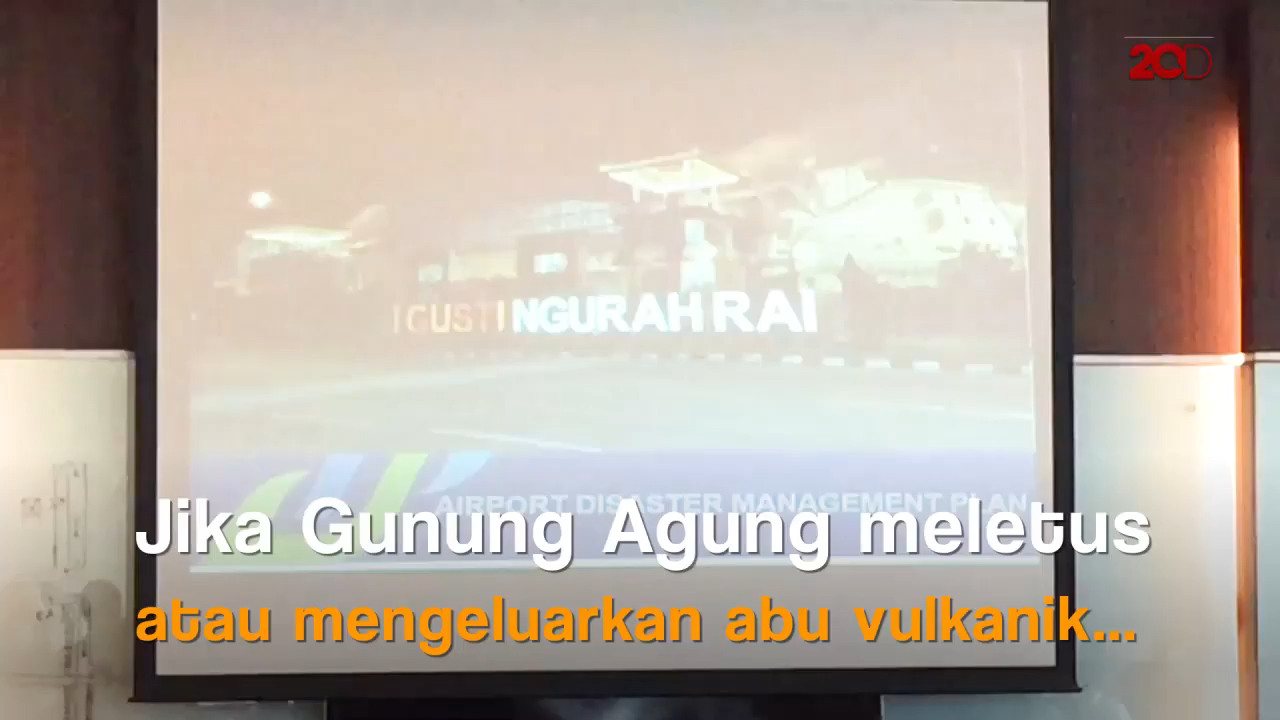 20D
I GUSTI NGURAH RAI
AIRPORT DISASTER MANAGEMENT PLAN
Jika Gunung Agung meletus
atau mengeluarkan abu vulkanik...